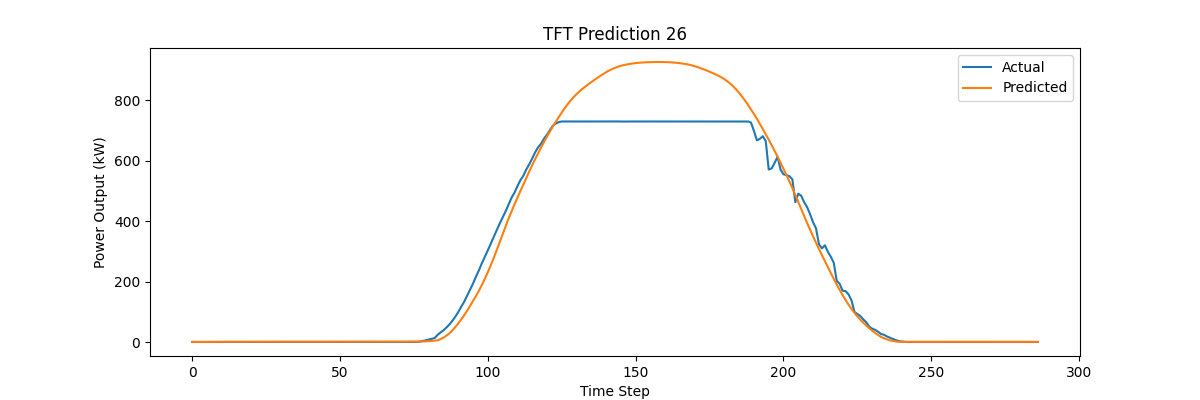 TFT Prediction 26
Actual
Predicted
Power Output (kW)
800
600
400
200
0
0 50 100 150 200 250 300
Time Step